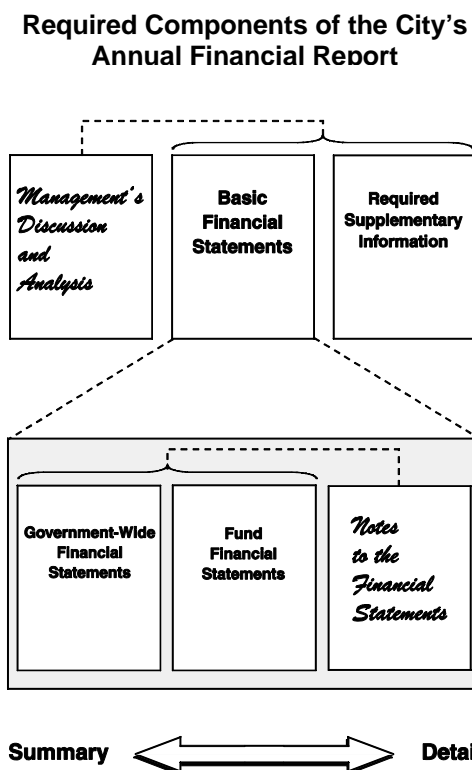 Required Components of the City's
Annual Financial Report
Management's
Discussion
and
Analysis
Basic
Financial
Statements
Required
Supplementary
Information
Government-Wide
Financial
Statements
Fund
Financial
Statements
Notes
to the
Financial
Statements
Summary
Detai